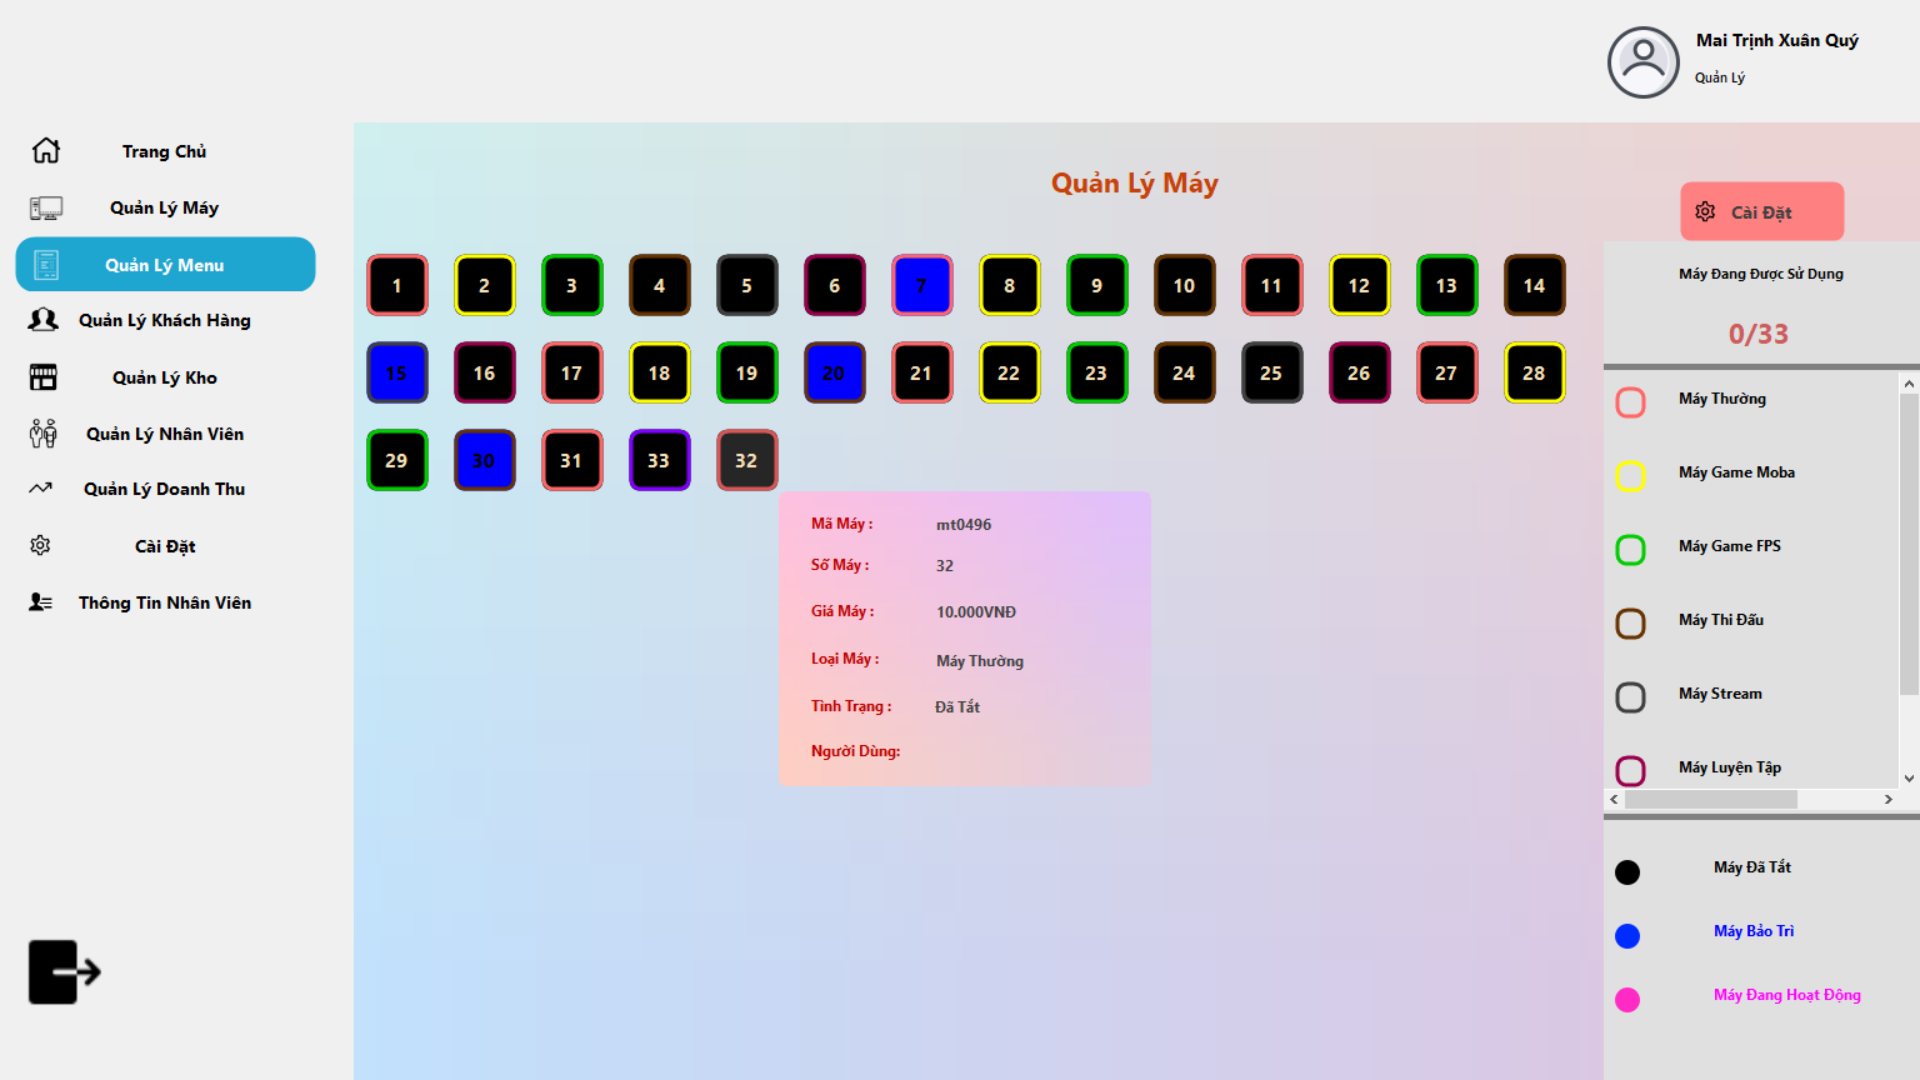 Mai Trịnh Xuân Quý
Quản Lý
Trang Chủ
Quản Lý Máy
Quản Lý Menu
Quản Lý Khách Hàng
Quản Lý Kho
Quản Lý Nhân Viên
Quản Lý Doanh Thu
Cài Đặt
Thông Tin Nhân Viên
Quản Lý Máy
1 2 3 4 5 6 7 8 9 10 11 12 13 14
15 16 17 18 19 20 21 22 23 24 25 26 27 28
29 30 31 33 32
Mã Máy : mt0496
Số Máy : 32
Giá Máy : 10.000VNĐ
Loại Máy : Máy Thường
Tình Trạng : Đã Tắt
Người Dùng:
Cài Đặt
Máy Đang Được Sử Dụng
0/33
Máy Thường
Máy Game Moba
Máy Game FPS
Máy Thi Đấu
Máy Stream
Máy Luyện Tập
Máy Đã Tắt
Máy Bảo Trì
Máy Đang Hoạt Động